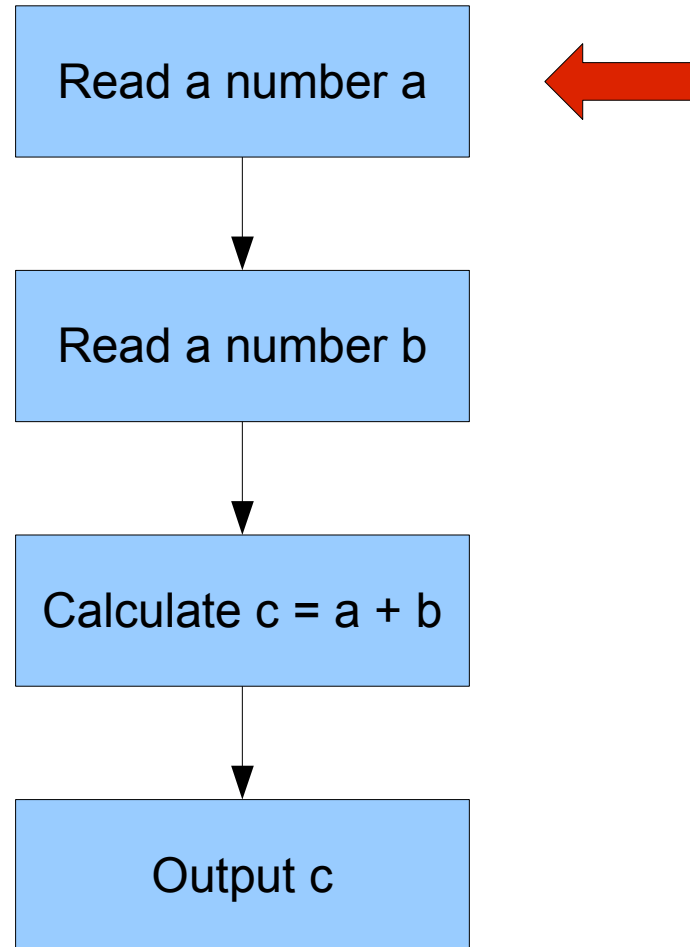 Read a number a
Read a number b
Calculate c = a + b
Output c